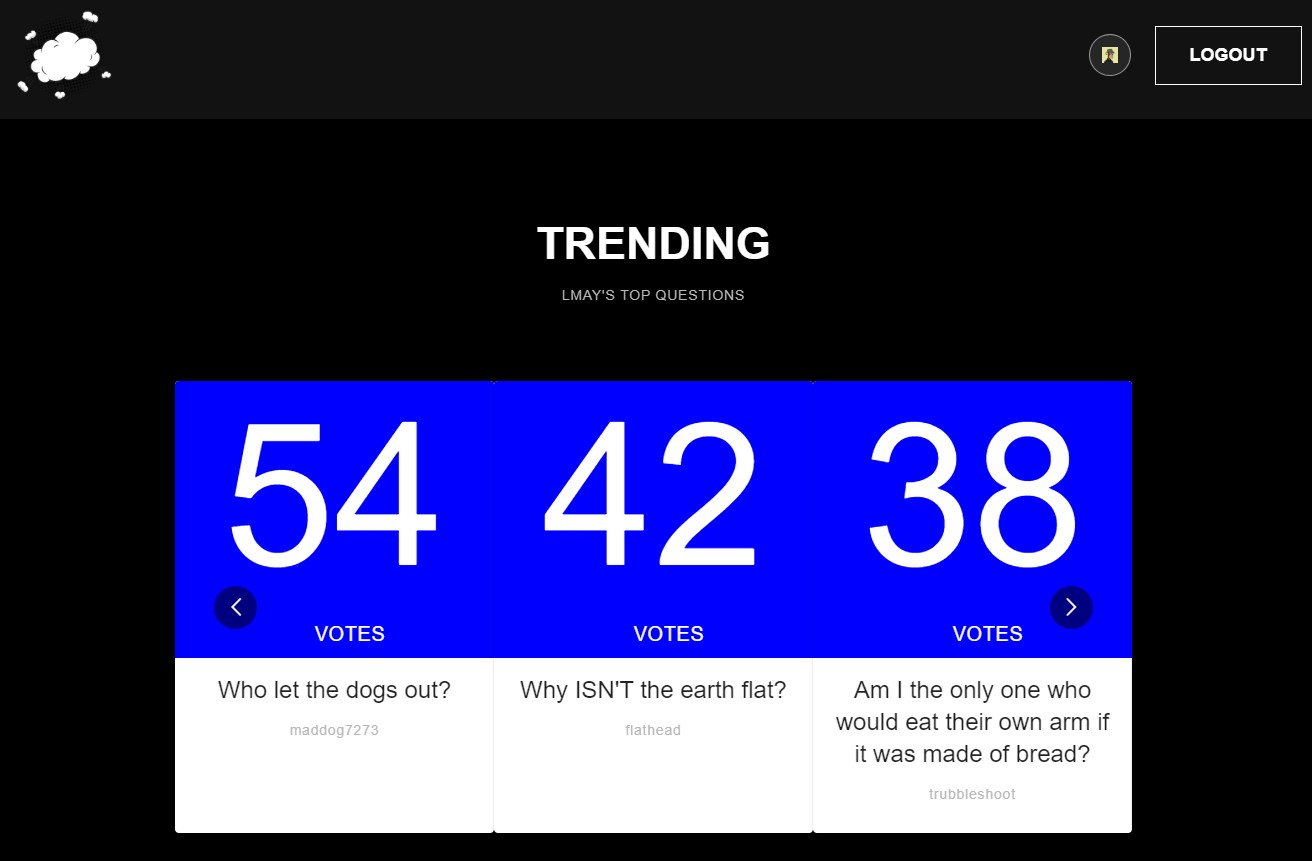 LOGOUT
TRENDING
LMAY'S TOP QUESTIONS
54
VOTES
Who let the dogs out?
maddog7273
42
VOTES
Why ISN'T the earth flat?
flathead
38
VOTES
Am I the only one who
would eat their own arm if
it was made of bread?
trubbleshoot